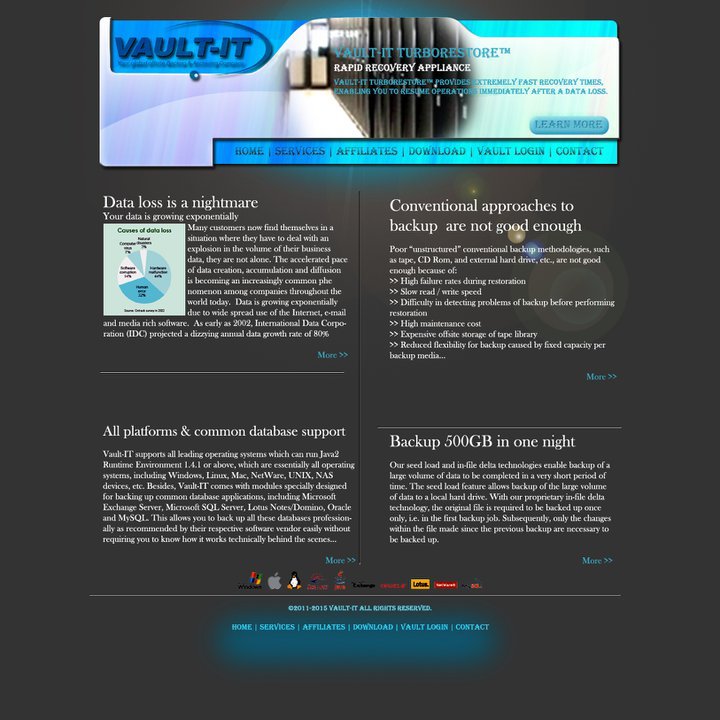 VAULT-IT
VAULT-IT TURBORESTORE™
RAPID RECOVERY APPLIANCE
VAULT-IT TURBORESTORE™ PROVIDES EXTREMELY FAST RECOVERY TIMES,
ENABLING YOU TO RESUME OPERATIONS IMMEDIATELY AFTER A DATA LOSS.
LEARN MORE
HOME | SERVICES | AFFILIATES | DOWNLOAD | VAULT LOGIN | CONTACT
Data loss is a nightmare
Your data is growing exponentially
Causes of data loss
Natural
disasters
Computer
virus
7%
Software
corruption
14%
Hardware
malfunction
Human
error
32%
Many customers now find themselves in a
situation where they have to deal with an
explosion in the volume of their business
data, they are not alone. The accelerated pace
of data creation, accumulation and diffusion
is becoming an increasingly common phe
nomenon among companies throughout the
world today.  Data is growing exponentially
due to wide spread use of the Internet, e-mail
and media rich software.  As early as 2002, International Data Corpo-
ration (IDC) projected a dizzying annual data growth rate of 80%
More >>
Conventional approaches to
backup  are not good enough
Poor “unstructured” conventional backup methodologies, such
as tape, CD Rom, and external hard drive, etc., are not good
enough because of:
>> High failure rates during restoration
>> Slow read / write speed
>> Difficulty in detecting problems of backup before performing
restoration
>> High maintenance cost
>> Expensive offsite storage of tape library
>> Reduced flexibility for backup caused by fixed capacity per
backup media...
More >>
All platforms & common database support
Vault-IT supports all leading operating systems which can run Java2
Runtime Environment 1.4.1 or above, which are essentially all operating
systems, including Windows, Linux, Mac, NetWare, UNIX, NAS
devices, etc. Besides, Vault-IT comes with modules specially designed
for backing up common database applications, including Microsoft
Exchange Server, Microsoft SQL Server, Lotus Notes/Domino, Oracle
and MySQL. This allows you to back up all these databases profession-
ally as recommended by their respective software vendor easily without
requiring you to know how it works technically behind the scenes...
More >>
Backup 500GB in one night
Our seed load and in-file delta technologies enable backup of a
large volume of data to be completed in a very short period of
time. The seed load feature allows backup of the large volume
of data to a local hard drive. With our proprietary in-file delta
technology, the original file is required to be backed up once
only, i.e. in the first backup job. Subsequently, only the changes
within the file made since the previous backup are necessary to
be backed up.
More >>
Windows
Exchange
Lotus.
©2011-2015 VAULT-IT ALL RIGHTS RESERVED.
HOME | SERVICES | AFFILIATES | DOWNLOAD | VAULT LOGIN | CONTACT